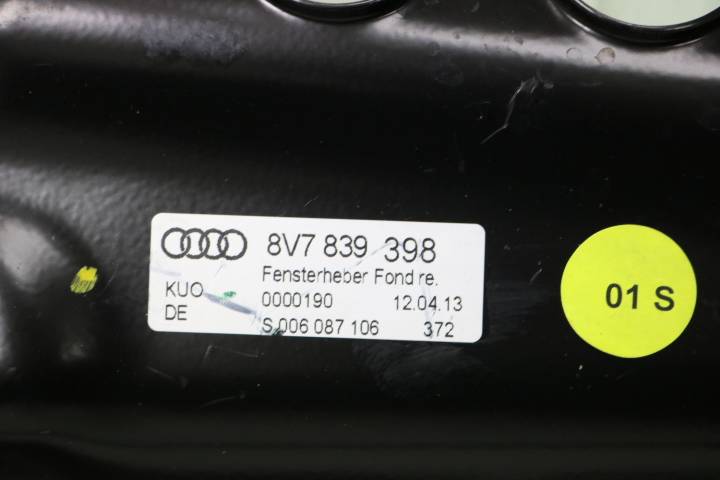 8V7 839 398
Fensterheber Fond re.
KUO 0000190 12.04.13
DE S 006 087 106 372
01 S